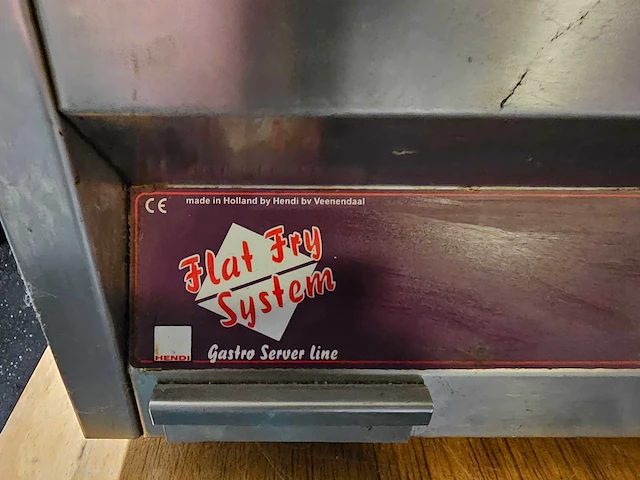 CE made in Holland by Hendi bv Veenendaal
Flat Fry
System
HENDI Gastro Server line